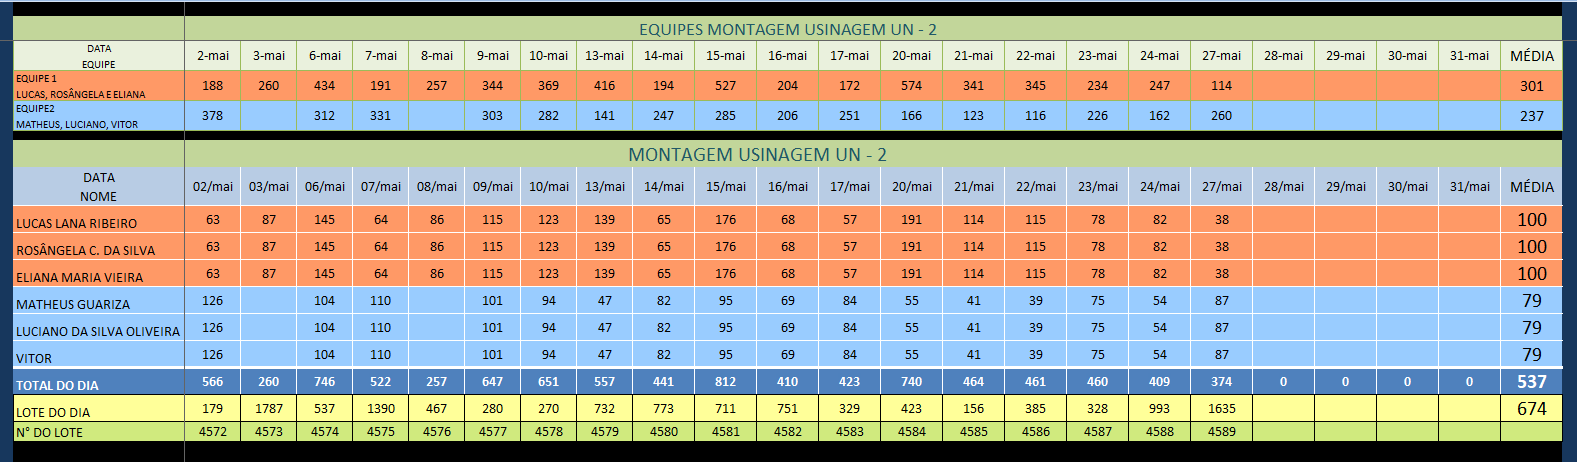 EQUIPES MONTAGEM USINAGEM UN - 2
DATA
EQUIPE 2-mai 3-mai 6-mai 7-mai 8-mai 9-mai 10-mai 13-mai 14-mai 15-mai 16-mai 17-mai 20-mai 21-mai 22-mai 23-mai 24-mai 27-mai 28-mai 29-mai 30-mai 31-mai MÉDIA
EQUIPE 1
LUCAS, ROSÂNGELA E ELIANA 188 260 434 191 257 344 369 416 194 527 204 172 574 341 345 234 247 114 301
EQUIPE2
MATHEUS, LUCIANO, VITOR 378 312 331 303 282 141 247 285 206 251 166 123 116 226 162 260 237
MONTAGEM USINAGEM UN - 2
DATA
NOME 02/mai 03/mai 06/mai 07/mai 08/mai 09/mai 10/mai 13/mai 14/mai 15/mai 16/mai 17/mai 20/mai 21/mai 22/mai 23/mai 24/mai 27/mai 28/mai 29/mai 30/mai 31/mai MÉDIA
LUCAS LANA RIBEIRO 63 87 145 64 86 115 123 139 65 176 68 57 191 114 115 78 82 38 100
ROSÂNGELA C. DA SILVA 63 87 145 64 86 115 123 139 65 176 68 57 191 114 115 78 82 38 100
ELIANA MARIA VIEIRA 63 87 145 64 86 115 123 139 65 176 68 57 191 114 115 78 82 38 100
MATHEUS GUARIZA 126 104 110 101 94 47 82 95 69 84 55 41 39 75 54 87 79
LUCIANO DA SILVA OLIVEIRA 126 104 110 101 94 47 82 95 69 84 55 41 39 75 54 87 79
VITOR 126 104 110 101 94 47 82 95 69 84 55 41 39 75 54 87 79
TOTAL DO DIA 566 260 746 522 257 647 651 557 441 812 410 423 740 464 461 460 409 374 0 0 0 0 537
LOTE DO DIA 179 1787 537 1390 467 280 270 732 773 711 751 329 423 156 385 328 993 1635 674
N° DO LOTE 4572 4573 4574 4575 4576 4577 4578 4579 4580 4581 4582 4583 4584 4585 4586 4587 4588 4589